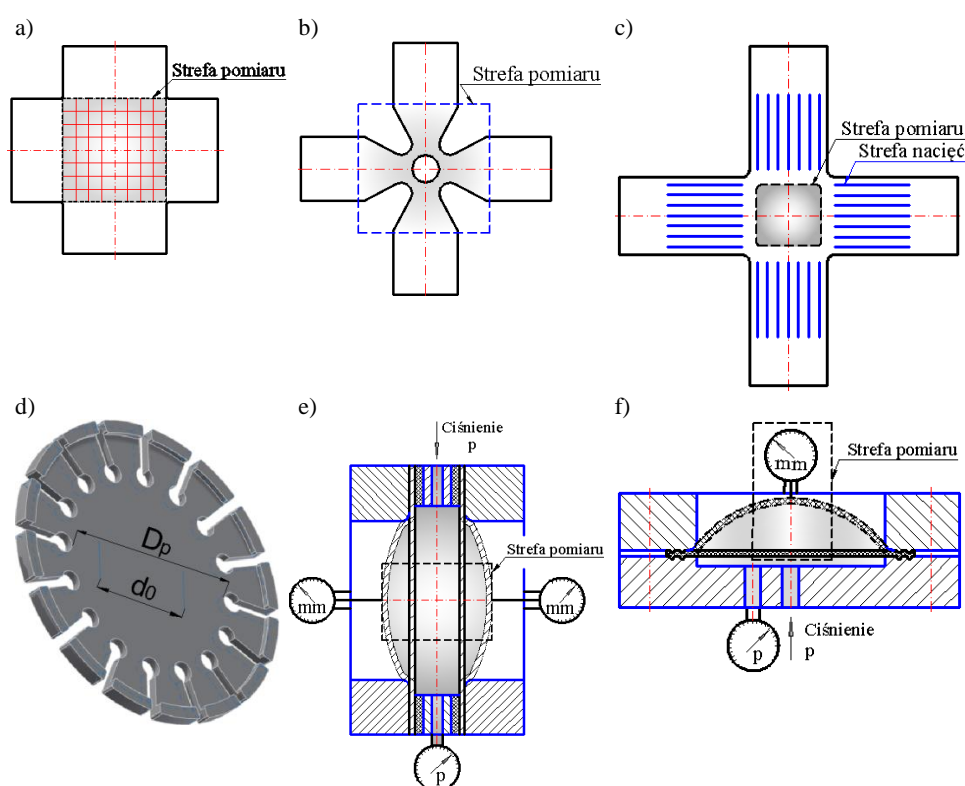 a)
Strefa pomiaru
b)
Strefa pomiaru
c)
Strefa pomiaru
Strefa nacięć
d)
Dp
d0
e)
Ciśnienie
p
Strefa pomiaru
mm
mm
p
f)
mm
Strefa pomiaru
p
Ciśnienie
p